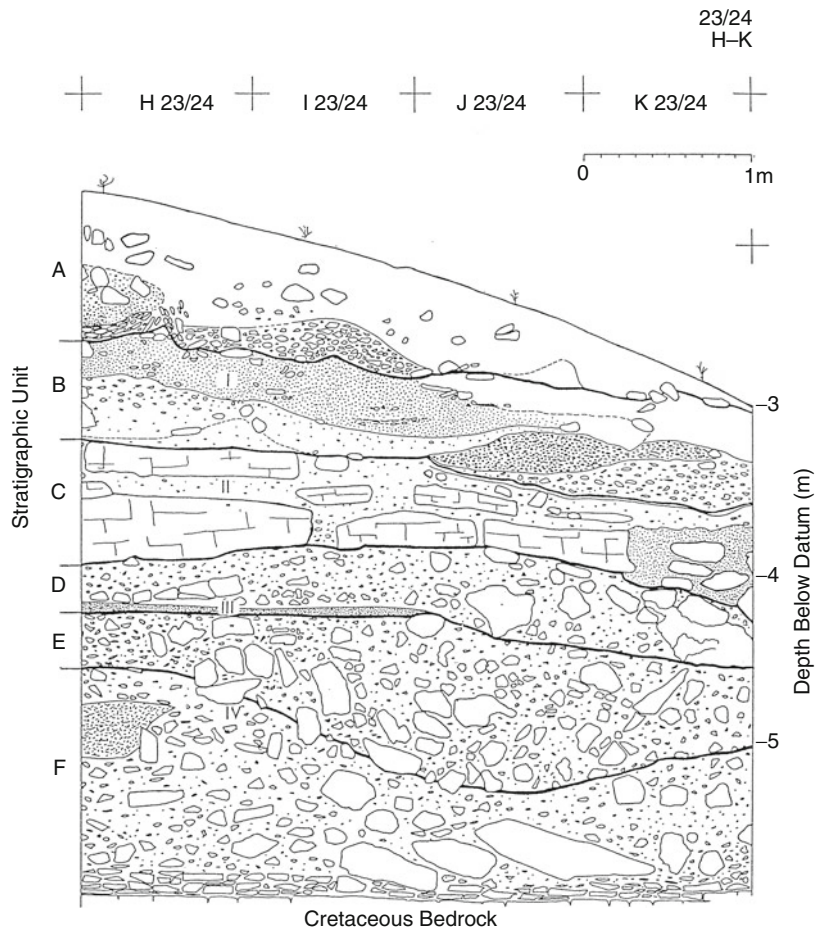 23/24
H–K
H 23/24
I 23/24
J 23/24
K 23/24
0
1m
Stratigraphic Unit
A
B
C
D
E
F
I
II
III
IV
–3
–4
–5
Depth Below Datum (m)
Cretaceous Bedrock